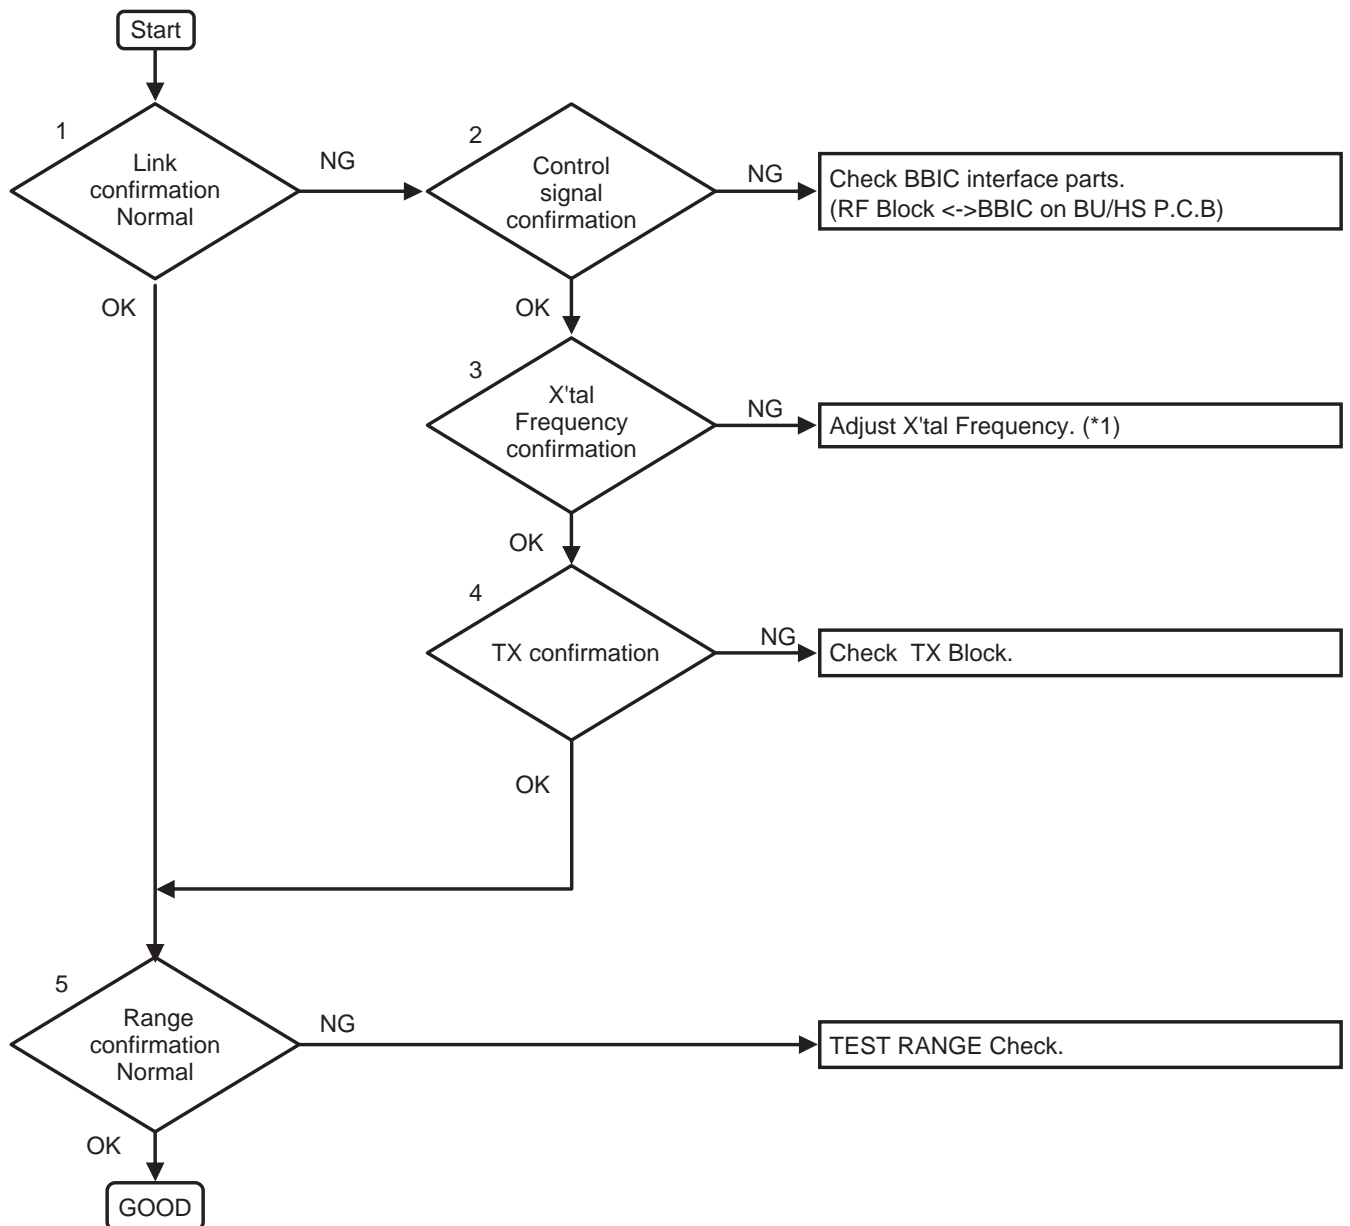 Start
1
Link
confirmation
Normal
NG
OK
2
Control
signal
confirmation
NG
Check BBIC interface parts.
(RF Block <->BBIC on BU/HS P.C.B)
OK
3
X'tal
Frequency
confirmation
NG
Adjust X'tal Frequency. (*1)
OK
4
TX confirmation
NG
Check  TX Block.
OK
5
Range
confirmation
Normal
NG
TEST RANGE Check.
OK
GOOD